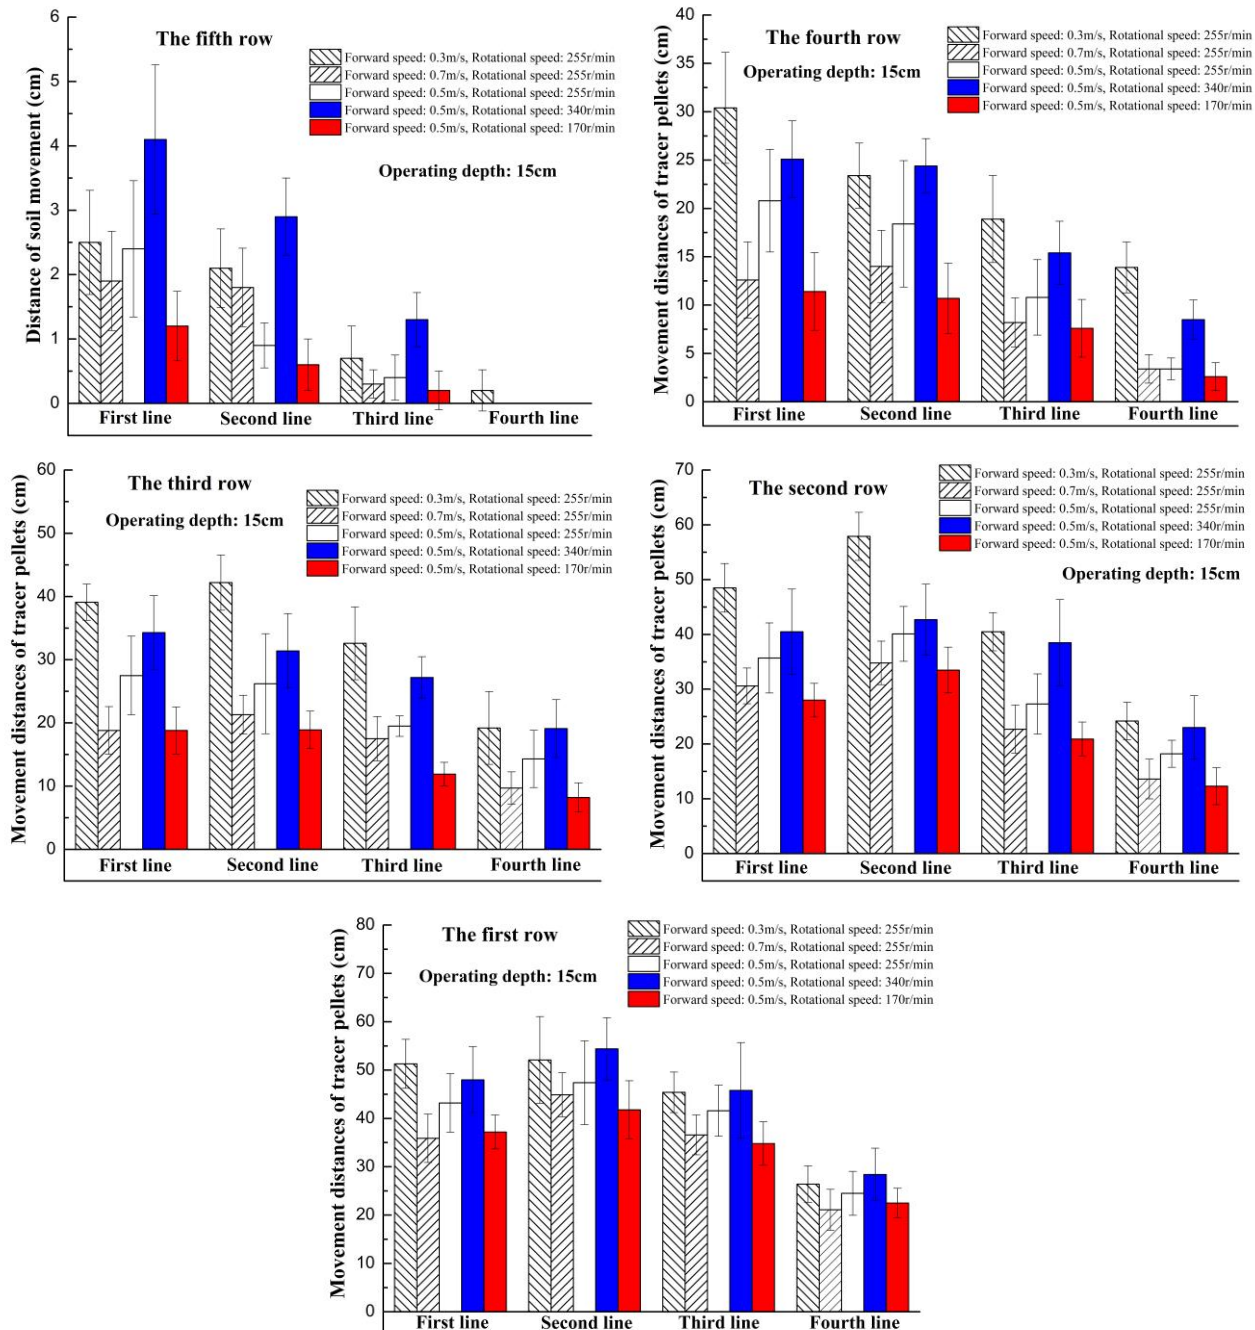 The fifth row
Forward speed: 0.3m/s, Rotational speed: 255r/min
Forward speed: 0.7m/s, Rotational speed: 255r/min
Forward speed: 0.5m/s, Rotational speed: 255r/min
Forward speed: 0.5m/s, Rotational speed: 340r/min
Forward speed: 0.5m/s, Rotational speed: 170r/min
Operating depth: 15cm
Distance of soil movement (cm)
6
5
4
3
2
1
0
First line
Second line
Third line
Fourth line
The fourth row
Operating depth: 15cm
Forward speed: 0.3m/s, Rotational speed: 255r/min
Forward speed: 0.7m/s, Rotational speed: 255r/min
Forward speed: 0.5m/s, Rotational speed: 255r/min
Forward speed: 0.5m/s, Rotational speed: 340r/min
Forward speed: 0.5m/s, Rotational speed: 170r/min
Movement distances of tracer pellets (cm)
40
35
30
25
20
15
10
5
0
First line
Second line
Third line
Fourth line
The third row
Operating depth: 15cm
Forward speed: 0.3m/s, Rotational speed: 255r/min
Forward speed: 0.7m/s, Rotational speed: 255r/min
Forward speed: 0.5m/s, Rotational speed: 255r/min
Forward speed: 0.5m/s, Rotational speed: 340r/min
Forward speed: 0.5m/s, Rotational speed: 170r/min
Movement distances of tracer pellets (cm)
60
50
40
30
20
10
0
First line
Second line
Third line
Fourth line
The second row
Forward speed: 0.3m/s, Rotational speed: 255r/min
Forward speed: 0.7m/s, Rotational speed: 255r/min
Forward speed: 0.5m/s, Rotational speed: 255r/min
Forward speed: 0.5m/s, Rotational speed: 340r/min
Forward speed: 0.5m/s, Rotational speed: 170r/min
Operating depth: 15cm
Movement distances of tracer pellets (cm)
70
60
50
40
30
20
10
0
First line
Second line
Third line
Fourth line
The first row
Operating depth: 15cm
Forward speed: 0.3m/s, Rotational speed: 255r/min
Forward speed: 0.7m/s, Rotational speed: 255r/min
Forward speed: 0.5m/s, Rotational speed: 255r/min
Forward speed: 0.5m/s, Rotational speed: 340r/min
Forward speed: 0.5m/s, Rotational speed: 170r/min
Movement distances of tracer pellets (cm)
80
70
60
50
40
30
20
10
0
First line
Second line
Third line
Fourth line